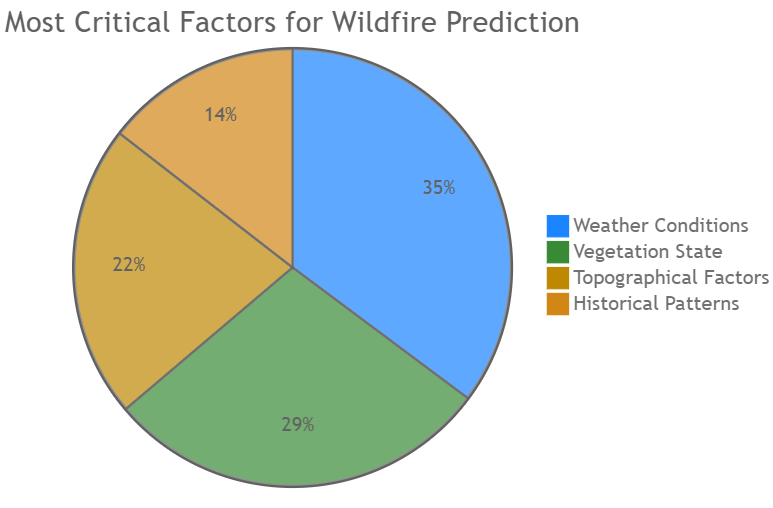 Most Critical Factors for Wildfire Prediction
14%
35%
22%
29%
Weather Conditions
Vegetation State
Topographical Factors
Historical Patterns